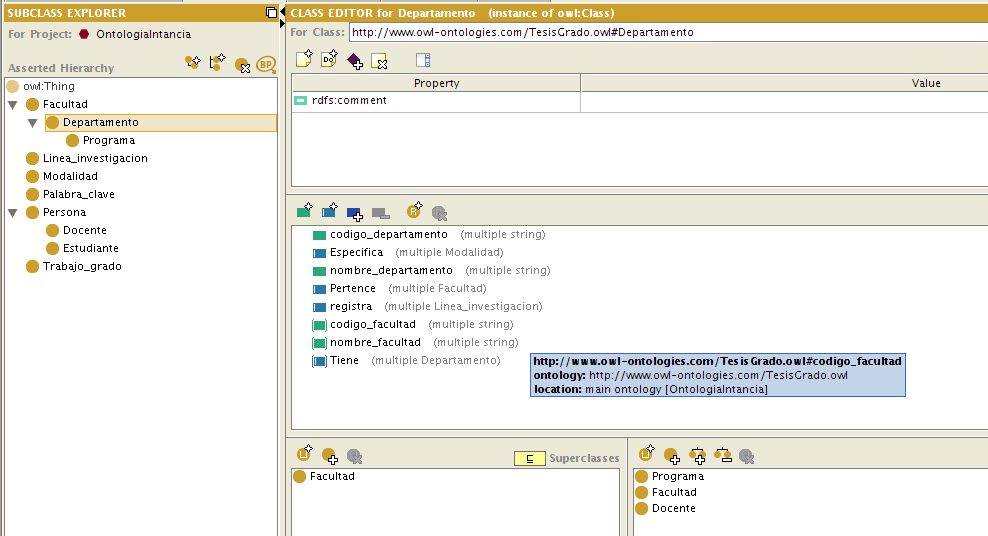 SUBCLASS EXPLORER
For Project: OntologiaIntancia
Asserted Hierarchy
BP
owl:Thing
Facultad
Departamento
Programa
Linea_investigacion
Modalidad
Palabra_clave
Persona
Docente
Estudiante
Trabajo_grado
CLASS EDITOR for Departamento (instance of owl:Class)
For Class: http://www.owl-ontologies.com/TesisGrado.owl#Departamento
Property Value
rdfs:comment
codigo_departamento (multiple string)
Especifica (multiple Modalidad)
nombre_departamento (multiple string)
Pertence (multiple Facultad)
registra (multiple Linea_investigacion)
codigo_facultad (multiple string)
nombre_facultad (multiple string)
Tiene (multiple Departamento)
http://www.owl-ontologies.com/TesisGrado.owl#codigo_facultad
ontology: http://www.owl-ontologies.com/TesisGrado.owl
location: main ontology [OntologiaIntancia]
⊑ Superclasses
Facultad
Programa
Facultad
Docente